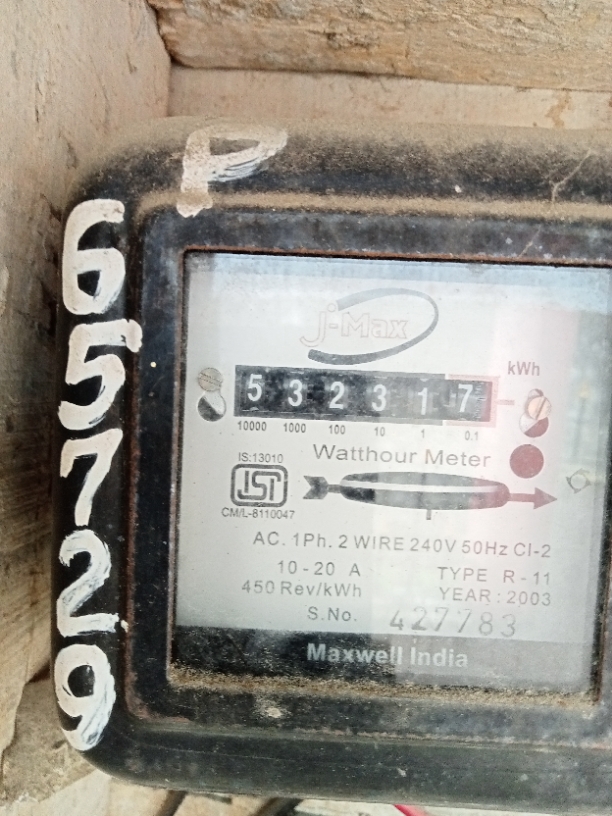 P
65729
J-Max
kWh
5 3 2 3 1 7
10000 1000 100 10 1 0.1
Watthour Meter
IS:13010
ISI
CM/L-8110047
AC. 1Ph. 2 WIRE 240V 50Hz Cl-2
10-20 A TYPE R-11
450 Rev/kWh YEAR: 2003
S.No. 427783
Maxwell India